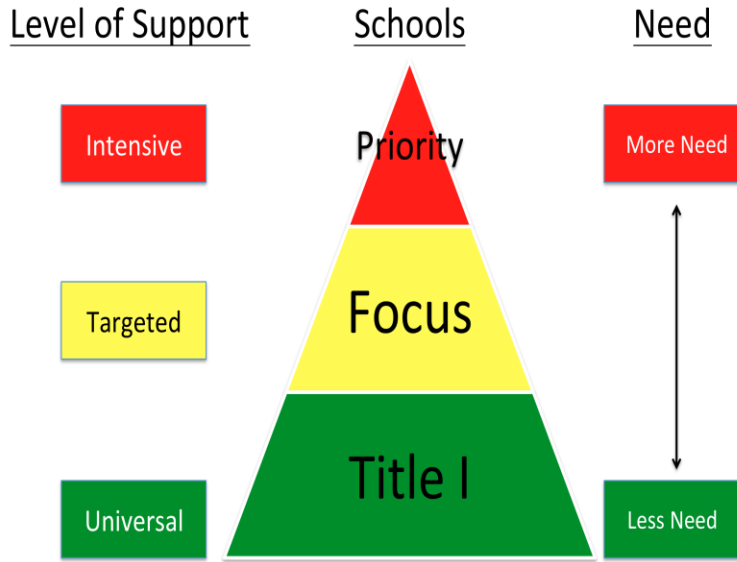 Level of Support
Schools
Need
Intensive
Priority
More Need
Targeted
Focus
Universal
Title I
Less Need